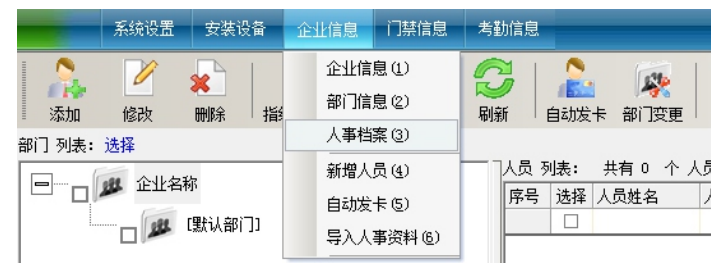 系统设置 安装设备 企业信息 门禁信息 考勤信息
添加 修改 删除 刷新 自动发卡 部门变更
企业信息(1)
部门信息(2)
人事档案(3)
新增人员(4)
自动发卡(5)
导入人事资料(6)
部门 列表: 选择
企业名称
[默认部门]
人员 列表: 共有 0 个 人员
序号 选择 人员姓名